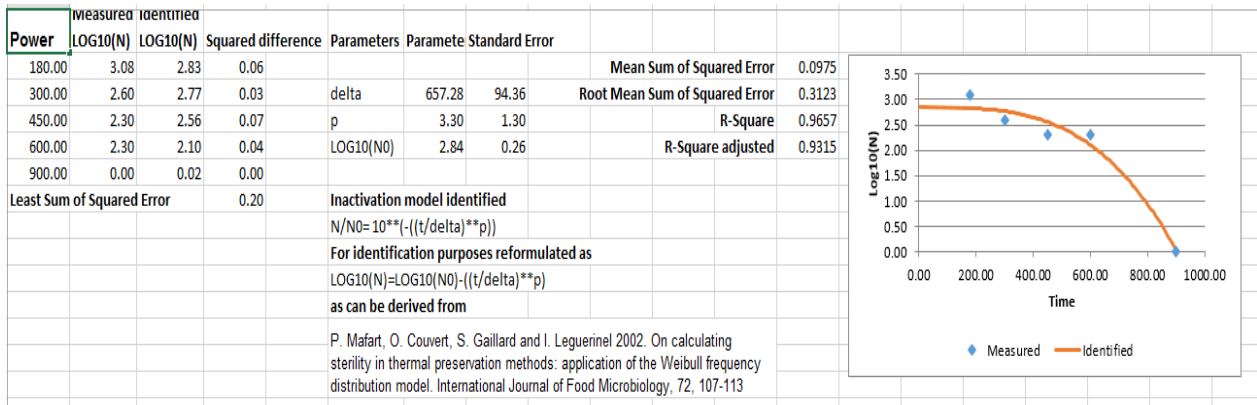 Measured Identified
Power LOG10(N) LOG10(N) Squared difference Parameters Paramete Standard Error
180.00 3.08 2.83 0.06 Mean Sum of Squared Error 0.0975
300.00 2.60 2.77 0.03 delta 657.28 94.36 Root Mean Sum of Squared Error 0.3123
450.00 2.30 2.56 0.07 p 3.30 1.30 R-Square 0.9657
600.00 2.30 2.10 0.04 LOG10(N0) 2.84 0.26 R-Square adjusted 0.9315
900.00 0.00 0.02 0.00
Least Sum of Squared Error 0.20 Inactivation model identified
N/N0= 10**(-((t/delta)**p))
For identification purposes reformulated as
LOG10(N)=LOG10(N0)-((t/delta)**p)
as can be derived from
P. Mafart, O. Couvert, S. Gaillard and I. Leguerinel 2002. On calculating
sterility in thermal preservation methods: application of the Weibull frequency
distribution model. International Journal of Food Microbiology, 72, 107-113
3.50
3.00
2.50
2.00
1.50
1.00
0.50
0.00
Log10(N)
0.00 200.00 400.00 600.00 800.00 1000.00
Time
Measured Identified